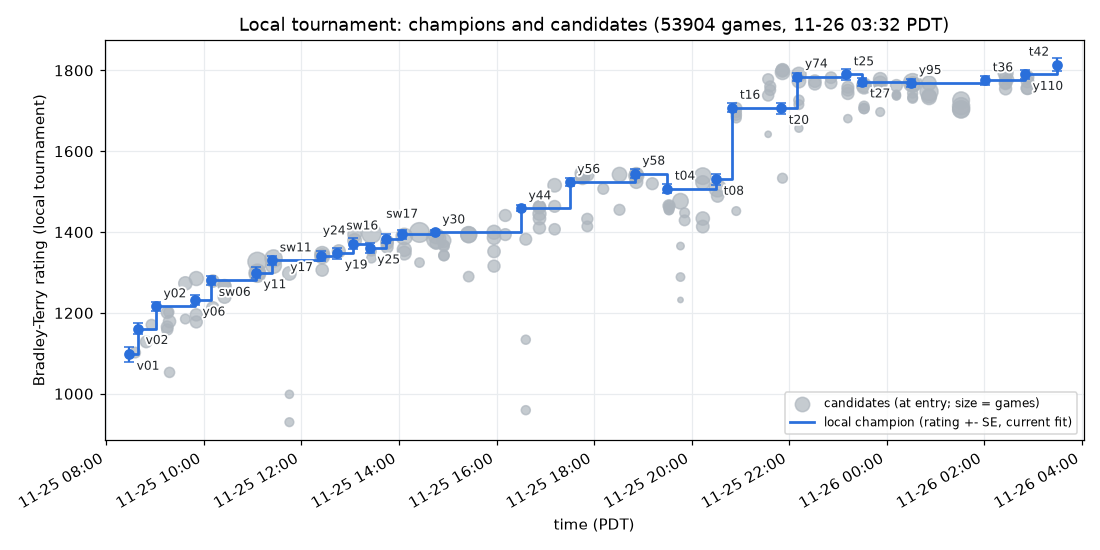 Local tournament: champions and candidates (53904 games, 11-26 03:32 PDT)
Bradley-Terry rating (local tournament)
1800
1600
1400
1200
1000
v01
v02
y02
y06
sw06
y11
sw11
y17
y24
y19
sw16
y25
sw17
y30
y44
y56
y58
t04
t08
t16
t20
y74
t25
t27
y95
t36
y110
t42
candidates (at entry; size = games)
local champion (rating +- SE, current fit)
11-25 08:00
11-25 10:00
11-25 12:00
11-25 14:00
11-25 16:00
11-25 18:00
11-25 20:00
11-25 22:00
11-26 00:00
11-26 02:00
11-26 04:00
time (PDT)